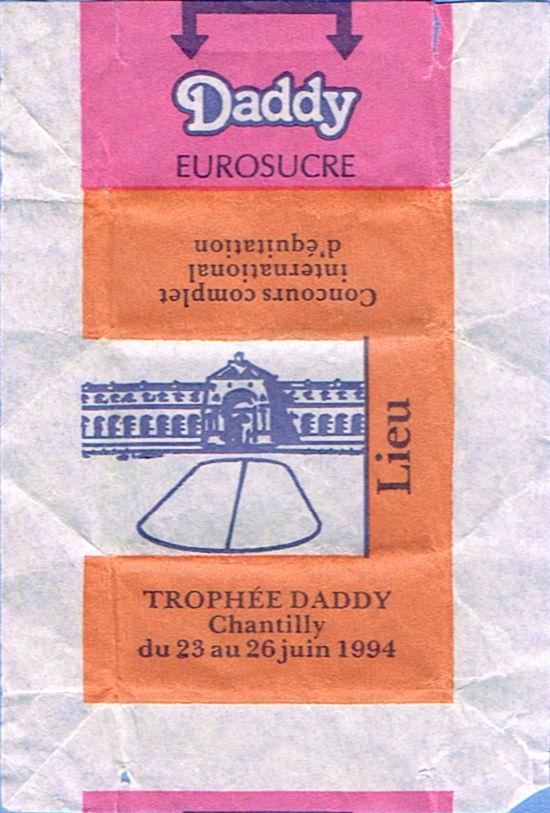 Daddy
EUROSUCRE
Concours complet
international
d'équitation
Lieu
TROPHÉE DADDY
Chantilly
du 23 au 26 juin 1994